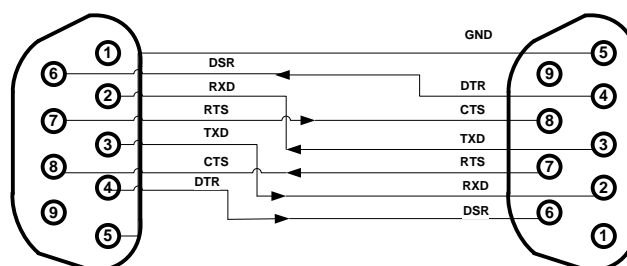 GND
1 5
DSR
6 9
RXD DTR
2 4
RTS CTS
7 8
TXD TXD
3 3
CTS RTS
8 7
DTR RXD
4 2
DSR
9 6
5 1